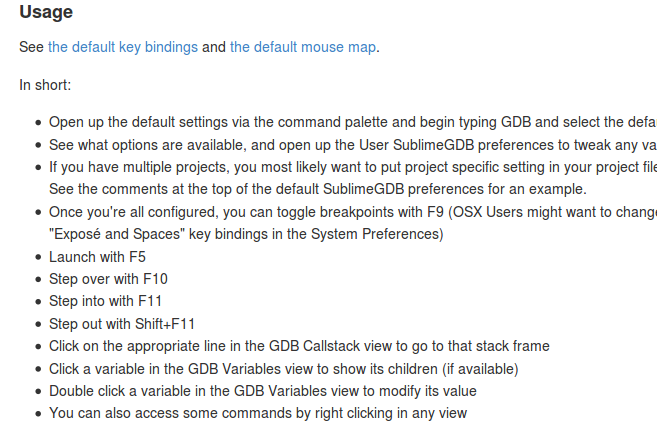 Usage
See the default key bindings and the default mouse map.
In short:
Open up the default settings via the command palette and begin typing GDB and select the defa
See what options are available, and open up the User SublimeGDB preferences to tweak any va
If you have multiple projects, you most likely want to put project specific setting in your project file
See the comments at the top of the default SublimeGDB preferences for an example.
Once you're all configured, you can toggle breakpoints with F9 (OSX Users might want to change
"Exposé and Spaces" key bindings in the System Preferences)
Launch with F5
Step over with F10
Step into with F11
Step out with Shift+F11
Click on the appropriate line in the GDB Callstack view to go to that stack frame
Click a variable in the GDB Variables view to show its children (if available)
Double click a variable in the GDB Variables view to modify its value
You can also access some commands by right clicking in any view